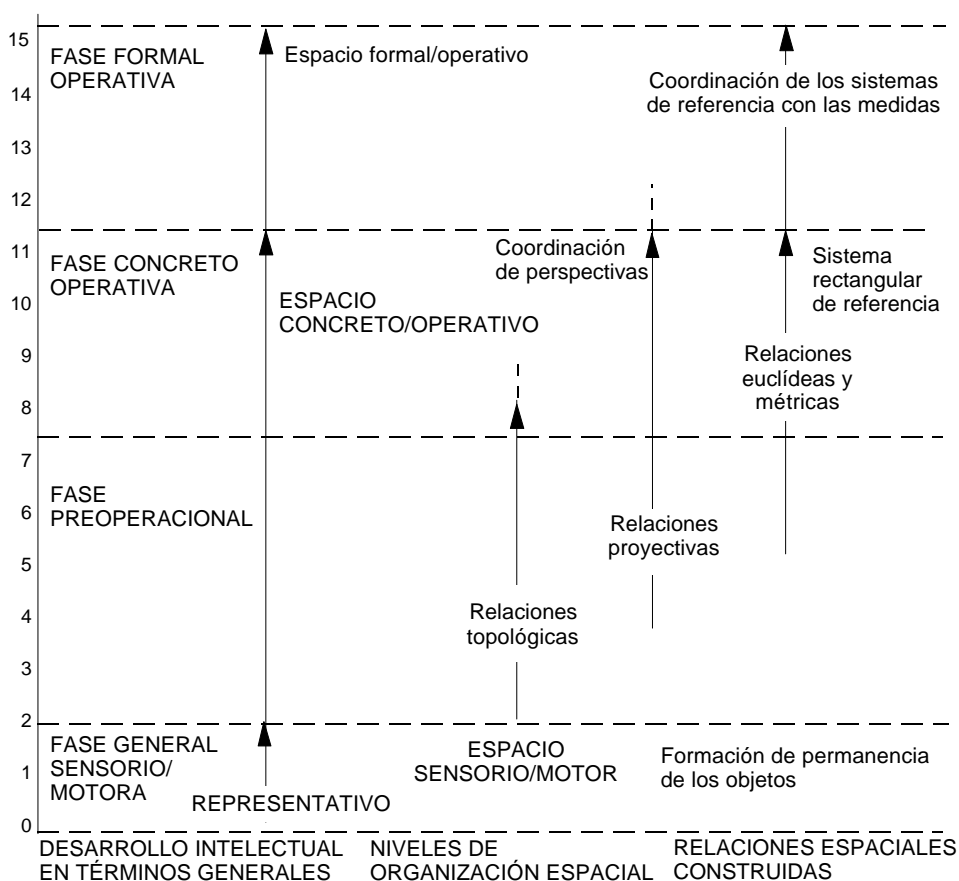 15
FASE FORMAL
OPERATIVA
Espacio formal/operativo
Coordinación de los sistemas
de referencia con las medidas
14
13
12
11
FASE CONCRETO
OPERATIVA
Coordinación
de perspectivas
Sistema
rectangular
de referencia
10
ESPACIO
CONCRETO/OPERATIVO
9
Relaciones
euclídeas y
métricas
8
7
FASE
PREOPERACIONAL
6
Relaciones
proyectivas
5
4
Relaciones
topológicas
3
2
FASE GENERAL
SENSORIO/
MOTORA
ESPACIO
SENSORIO/MOTOR
Formación de permanencia
de los objetos
1
REPRESENTATIVO
0
DESARROLLO INTELECTUAL
EN TÉRMINOS GENERALES
NIVELES DE
ORGANIZACIÓN ESPACIAL
RELACIONES ESPACIALES
CONSTRUIDAS